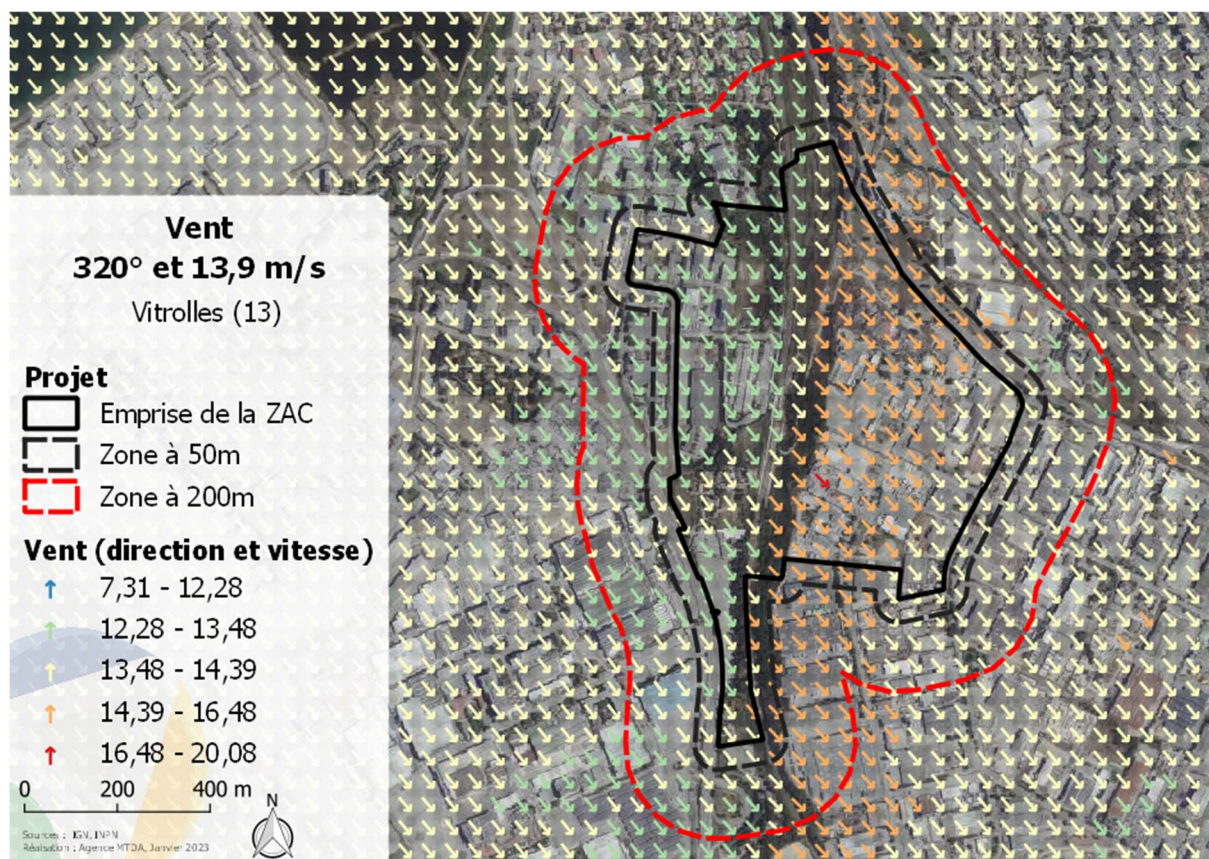 Vent
320° et 13,9 m/s
Vitrolles (13)
Projet
Emprise de la ZAC
Zone à 50m
Zone à 200m
Vent (direction et vitesse)
7,31 - 12,28
12,28 - 13,48
13,48 - 14,39
14,39 - 16,48
16,48 - 20,08
0 200 400 m
N
Sources : IGN, INPN
Réalisation : Agence MTDA, Janvier 2023